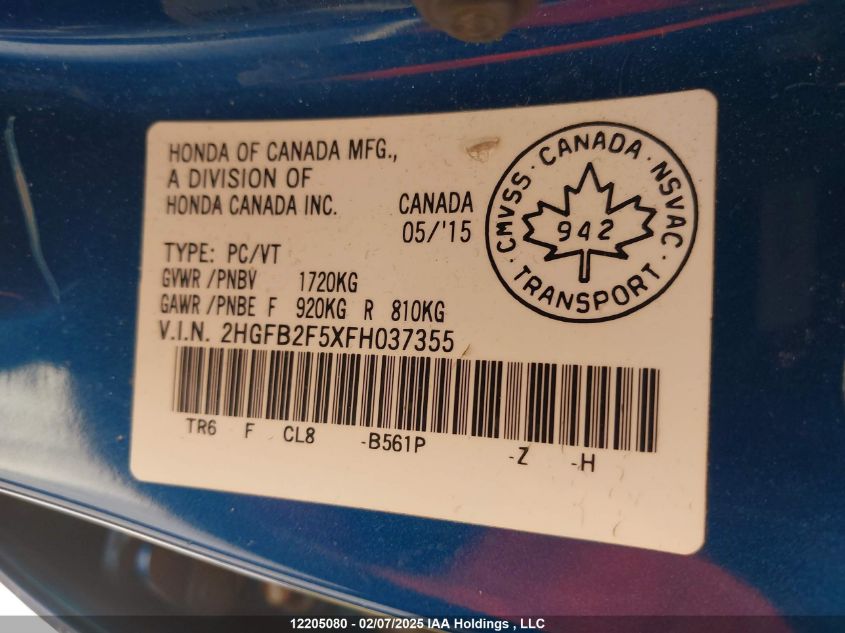 HONDA OF CANADA MFG.,
A DIVISION OF
HONDA CANADA INC. CANADA
05/'15
TYPE: PC/VT
GVWR /PNBV 1720KG
GAWR /PNBE F 920KG R 810KG
V.I.N. 2HGFB2F5XFH037355
TR6 F CL8 -B561P -Z -H
CMVSS · CANADA · NSVAC · TRANSPORT ·
942
12205080 - 02/07/2025 IAA Holdings , LLC